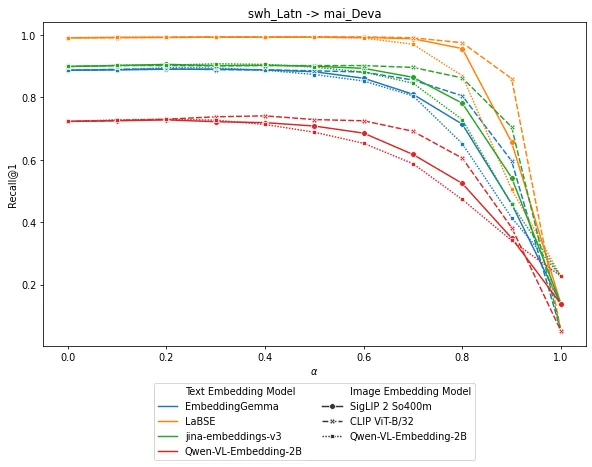 swh_Latn -> mai_Deva
Recall@1
1.0
0.8
0.6
0.4
0.2
0.0 0.2 0.4 0.6 0.8 1.0
α
Text Embedding Model
EmbeddingGemma
LaBSE
jina-embeddings-v3
Qwen-VL-Embedding-2B
Image Embedding Model
SigLIP 2 So400m
CLIP ViT-B/32
Qwen-VL-Embedding-2B